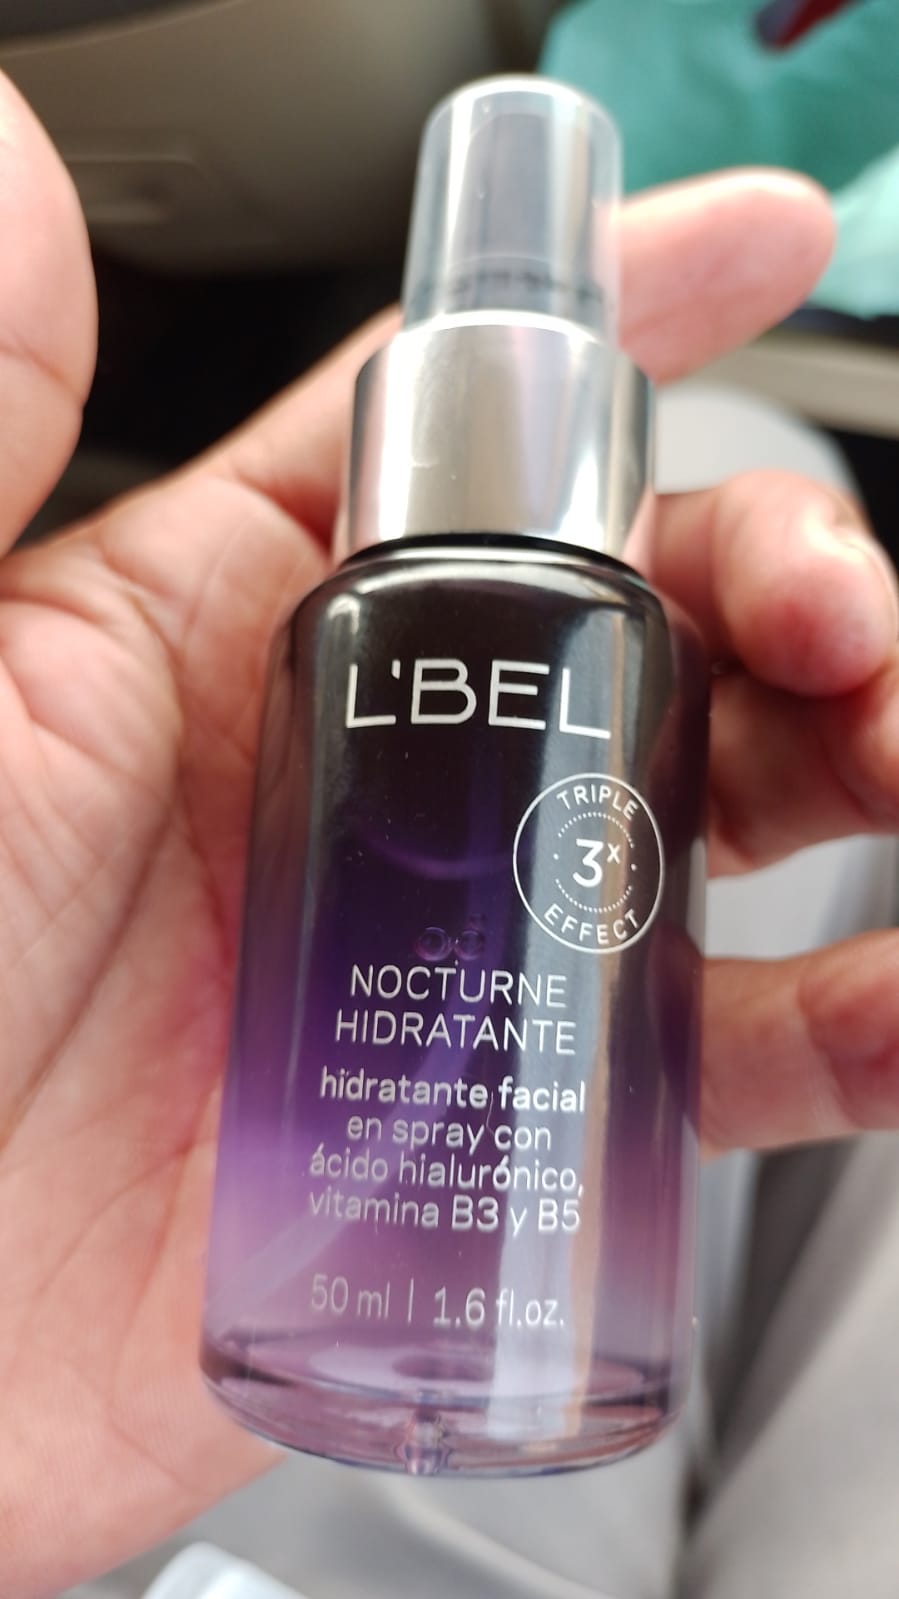 L'BEL
TRIPLE
3x
EFFECT
NOCTURNE
HIDRATANTE
hidratante facial
en spray con
ácido hialurónico,
vitamina B3 y B5
50 ml | 1.6 fl.oz.